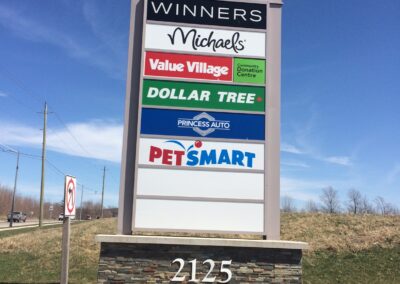 WINNERS
Michaels
Value Village
Community
Donation
Centre
DOLLAR TREE
PRINCESS AUTO
PETSMART
2125